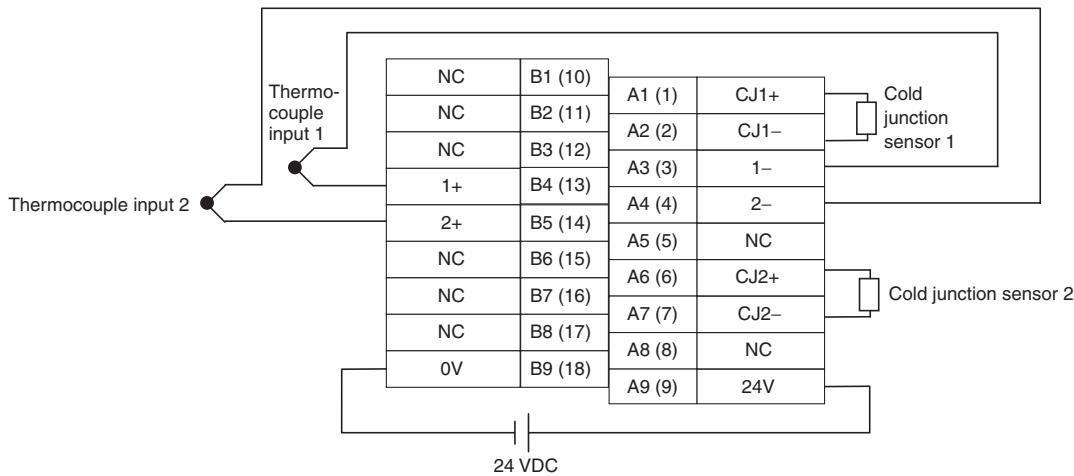 Thermo-
couple
input 1
Thermocouple input 2
NC B1 (10)
NC B2 (11)
NC B3 (12)
1+ B4 (13)
2+ B5 (14)
NC B6 (15)
NC B7 (16)
NC B8 (17)
0V B9 (18)
A1 (1) CJ1+
A2 (2) CJ1−
A3 (3) 1−
A4 (4) 2−
A5 (5) NC
A6 (6) CJ2+
A7 (7) CJ2−
A8 (8) NC
A9 (9) 24V
Cold
junction
sensor 1
Cold junction sensor 2
24 VDC